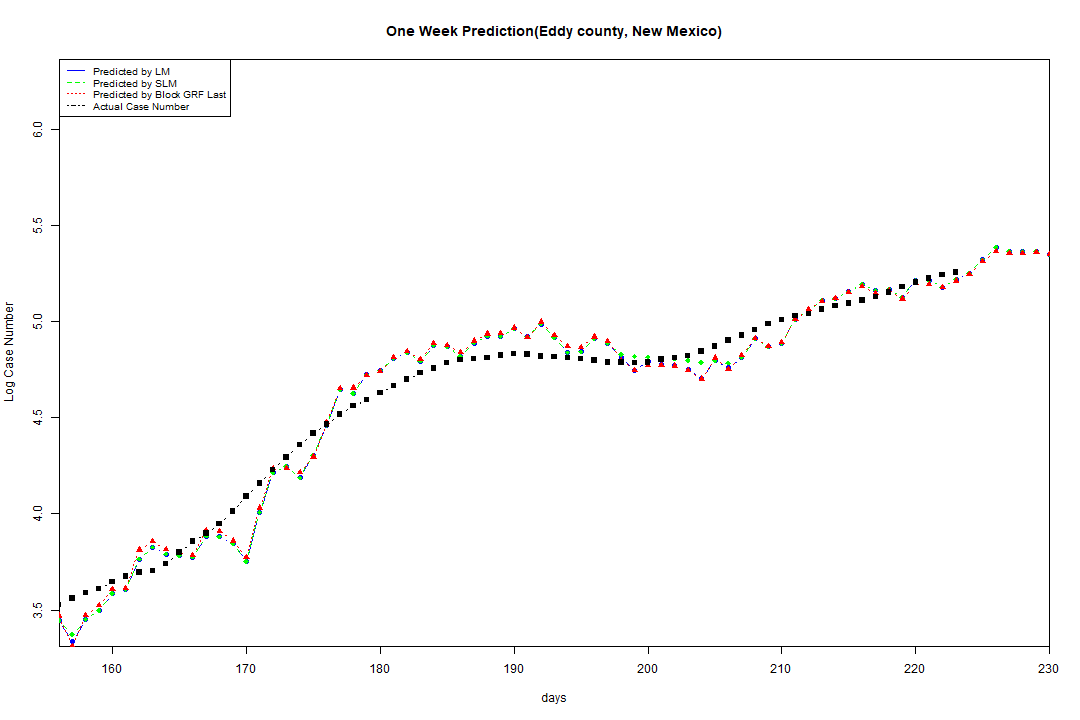 One Week Prediction(Eddy county, New Mexico)
Predicted by LM
Predicted by SLM
Predicted by Block GRF Last
Actual Case Number
6.0
5.5
5.0
4.5
4.0
3.5
Log Case Number
160 170 180 190 200 210 220 230
days